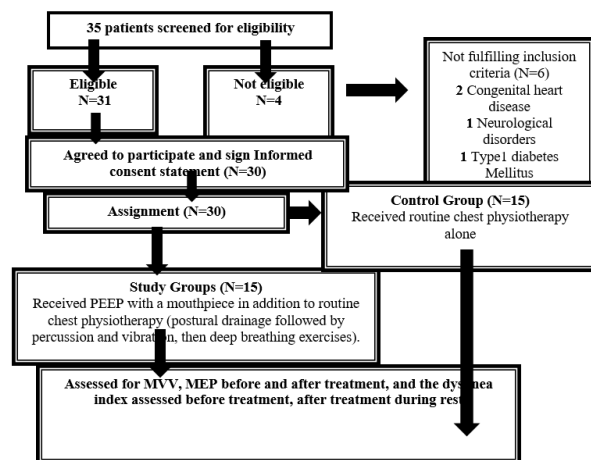 35 patients screened for eligibility
Eligible
N=31
Not eligible
N=4
Not fulfilling inclusion
criteria (N=6)
2 Congenital heart
disease
1 Neurological
disorders
1 Type1 diabetes
Mellitus
Agreed to participate and sign Informed
consent statement (N=30)
Assignment (N=30)
Control Group (N=15)
Received routine chest physiotherapy
alone
Study Groups (N=15)
Received PEEP with a mouthpiece in addition to routine
chest physiotherapy (postural drainage followed by
percussion and vibration, then deep breathing exercises).
Assessed for MVV, MEP before and after treatment, and the dyspnea
index assessed before treatment, after treatment during rest